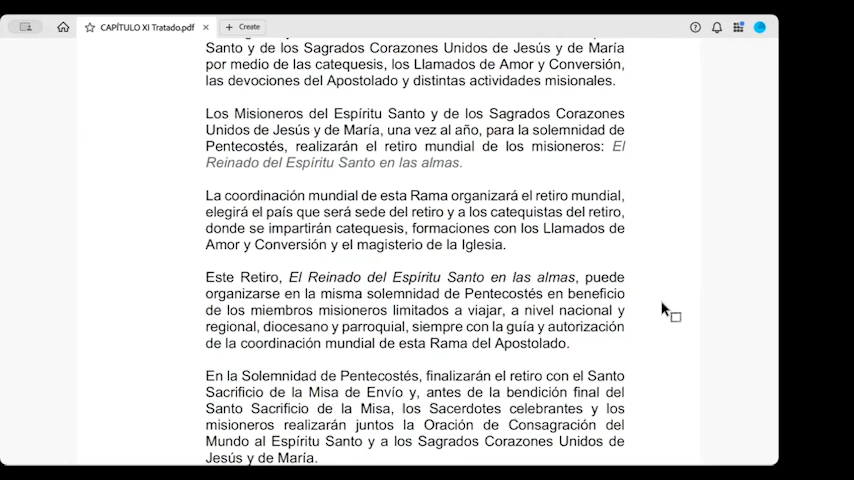 CAPÍTULO XI Tratado.pdf
Create
Santo y de los Sagrados Corazones Unidos de Jesús y de María
por medio de las catequesis, los Llamados de Amor y Conversión,
las devociones del Apostolado y distintas actividades misionales.
Los Misioneros del Espíritu Santo y de los Sagrados Corazones
Unidos de Jesús y de María, una vez al año, para la solemnidad de
Pentecostés, realizarán el retiro mundial de los misioneros: El
Reinado del Espíritu Santo en las almas.
La coordinación mundial de esta Rama organizará el retiro mundial,
elegirá el país que será sede del retiro y a los catequistas del retiro,
donde se impartirán catequesis, formaciones con los Llamados de
Amor y Conversión y el magisterio de la Iglesia.
Este Retiro, El Reinado del Espíritu Santo en las almas, puede
organizarse en la misma solemnidad de Pentecostés en beneficio
de los miembros misioneros limitados a viajar, a nivel nacional y
regional, diocesano y parroquial, siempre con la guía y autorización
de la coordinación mundial de esta Rama del Apostolado.
En la Solemnidad de Pentecostés, finalizarán el retiro con el Santo
Sacrificio de la Misa de Envío y, antes de la bendición final del
Santo Sacrificio de la Misa, los Sacerdotes celebrantes y los
misioneros realizarán juntos la Oración de Consagración del
Mundo al Espíritu Santo y a los Sagrados Corazones Unidos de
Jesús y de María.